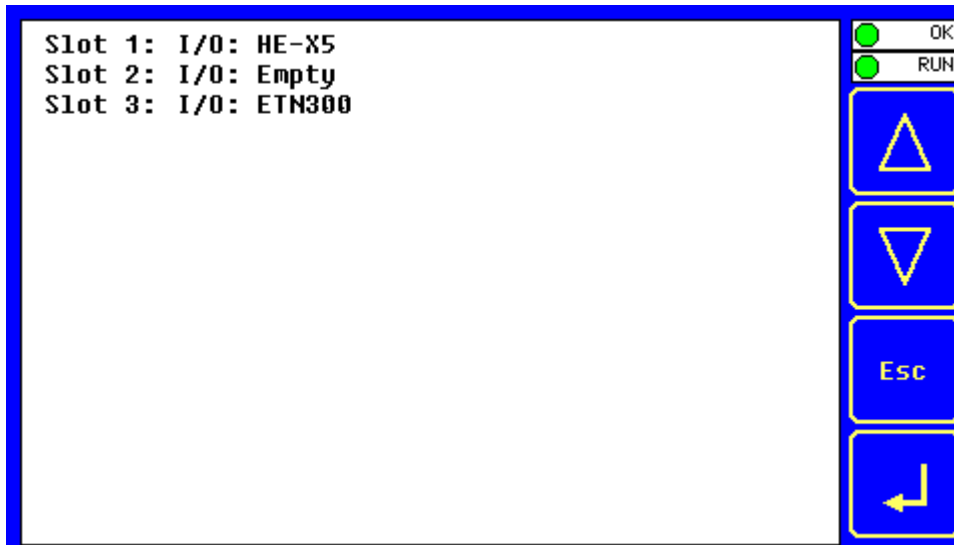 Slot 1: I/O: HE-X5
Slot 2: I/O: Empty
Slot 3: I/O: ETN300
OK
RUN
Esc